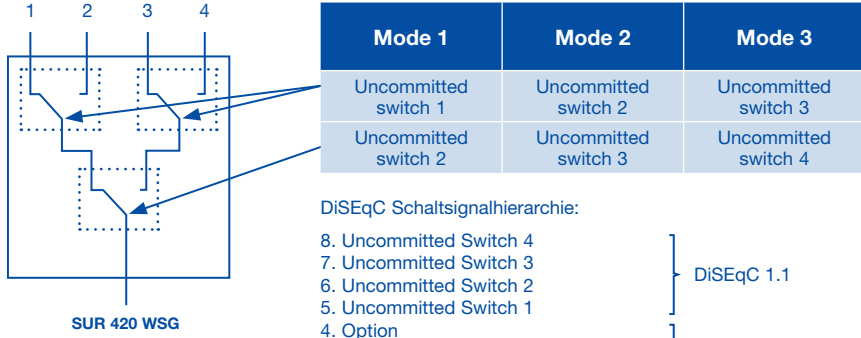 1 2 3 4
SUR 420 WSG
Mode 1 Mode 2 Mode 3
Uncommitted switch 1 Uncommitted switch 2 Uncommitted switch 3
Uncommitted switch 2 Uncommitted switch 3 Uncommitted switch 4
DiSEqC Schaltsignalhierarchie:
8. Uncommitted Switch 4
7. Uncommitted Switch 3
6. Uncommitted Switch 2
5. Uncommitted Switch 1
DiSEqC 1.1
4. Option